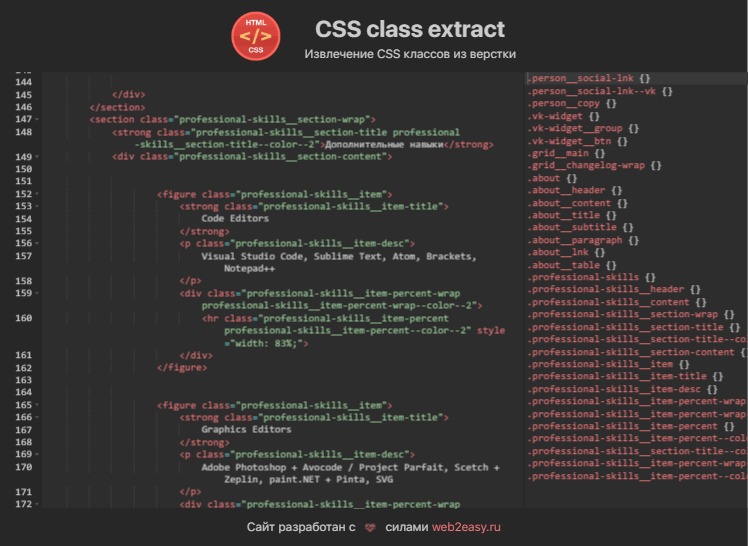 HTML
</>
CSS
CSS class extract
Извлечение CSS классов из верстки
144
145 </div>
146 </section>
147 <section class="professional-skills__section-wrap">
148 <strong class="professional-skills__section-title professional
-skills__section-title--color--2">Дополнительные навыки</strong>
149 <div class="professional-skills__section-content">
150
151
152 <figure class="professional-skills__item">
153 <strong class="professional-skills__item-title">
154 Code Editors
155 </strong>
156 <p class="professional-skills__item-desc">
157 Visual Studio Code, Sublime Text, Atom, Brackets,
Notepad++
158 </p>
159 <div class="professional-skills__item-percent-wrap
professional-skills__item-percent-wrap--color--2">
160 <hr class="professional-skills__item-percent
professional-skills__item-percent--color--2" style
="width: 83%;">
161 </div>
162 </figure>
163
164
165 <figure class="professional-skills__item">
166 <strong class="professional-skills__item-title">
167 Graphics Editors
168 </strong>
169 <p class="professional-skills__item-desc">
170 Adobe Photoshop + Avocode / Project Parfait, Scetch +
Zeplin, paint.NET + Pinta, SVG
171 </p>
172 <div class="professional-skills__item-percent-wrap
.person__social-lnk {}
.person__social-lnk--vk {}
.person__copy {}
.vk-widget {}
.vk-widget__group {}
.vk-widget__btn {}
.grid__main {}
.grid__changelog-wrap {}
.about {}
.about__header {}
.about__content {}
.about__title {}
.about__subtitle {}
.about__paragraph {}
.about__lnk {}
.about__table {}
.professional-skills {}
.professional-skills__header {}
.professional-skills__content {}
.professional-skills__section-wrap {}
.professional-skills__section-title {}
.professional-skills__section-title--co
.professional-skills__section-content {}
.professional-skills__item {}
.professional-skills__item-title {}
.professional-skills__item-desc {}
.professional-skills__item-percent-wrap
.professional-skills__item-percent-wrap
.professional-skills__item-percent {}
.professional-skills__item-percent--colo
.professional-skills__section-title--co
.professional-skills__item-percent-wrap
.professional-skills__item-percent--colo
Сайт разработан с силами web2easy.ru